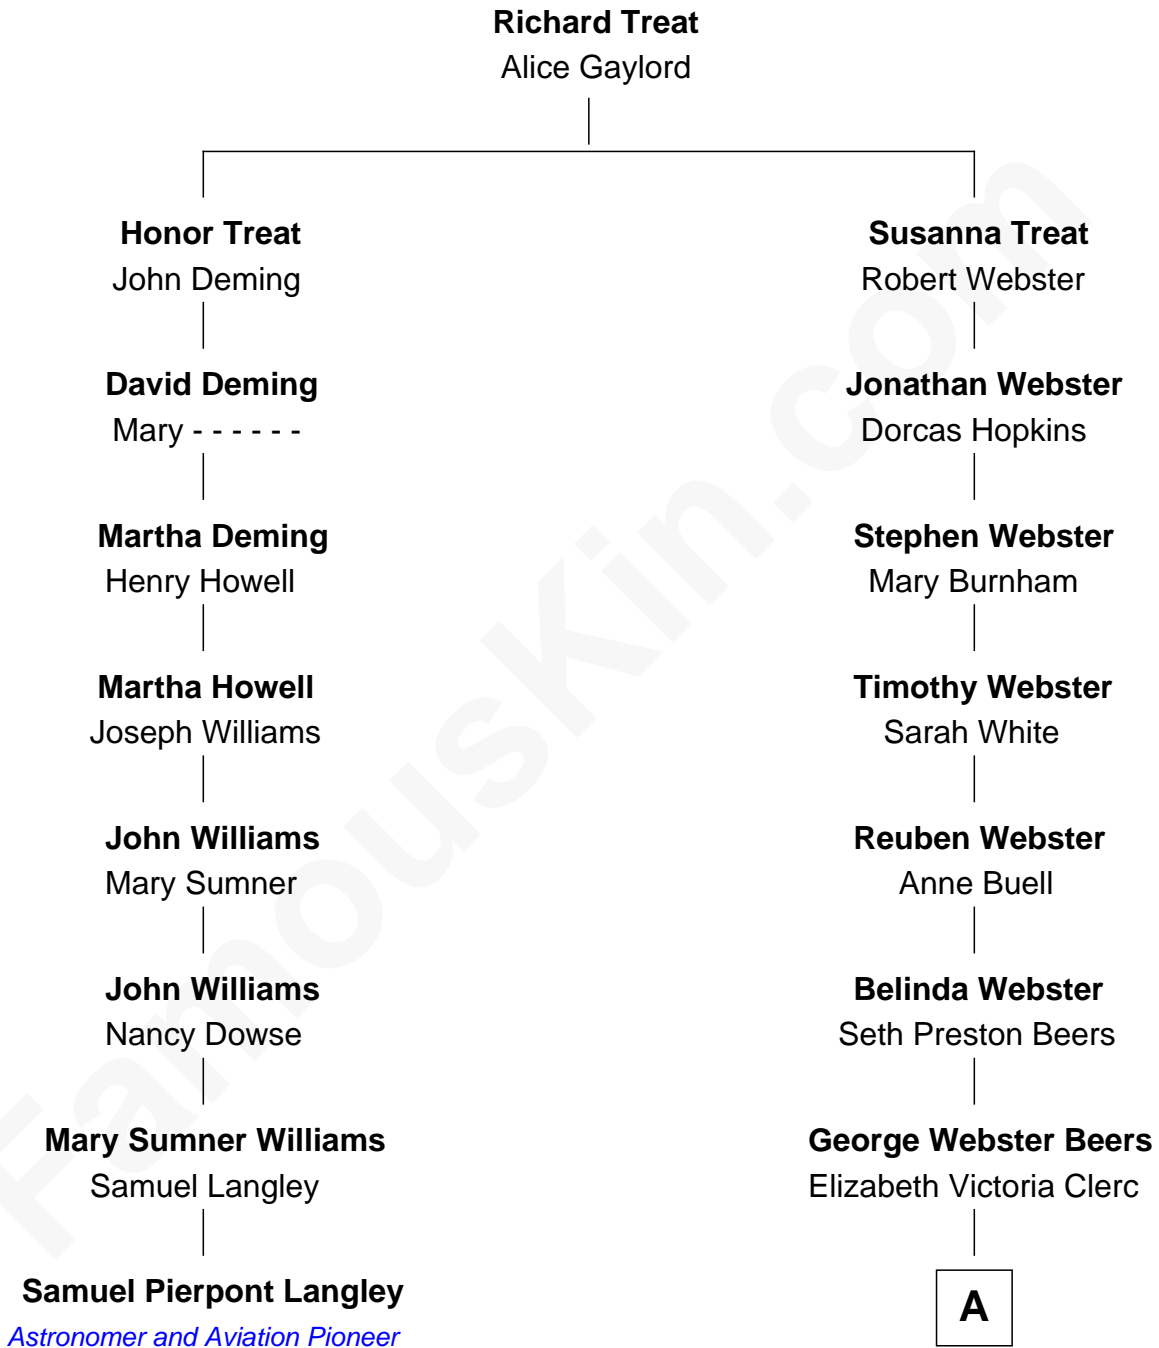 Richard Treat
Alice Gaylord
Honor Treat
John Deming
Susanna Treat
Robert Webster
David Deming
Mary - - - - - -
Jonathan Webster
Dorcas Hopkins
Martha Deming
Henry Howell
Stephen Webster
Mary Burnham
Martha Howell
Joseph Williams
Timothy Webster
Sarah White
John Williams
Mary Sumner
Reuben Webster
Anne Buell
John Williams
Nancy Dowse
Belinda Webster
Seth Preston Beers
Mary Sumner Williams
Samuel Langley
George Webster Beers
Elizabeth Victoria Clerc
Samuel Pierpont Langley
Astronomer and Aviation Pioneer
A
FamousKin.com